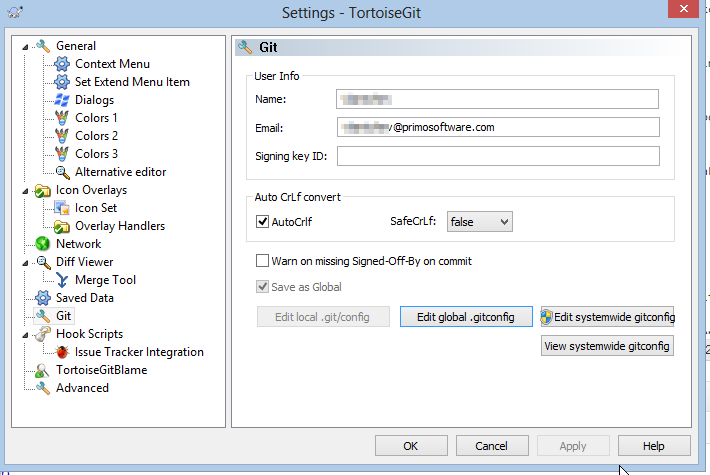 Settings - TortoiseGit
General
Context Menu
Set Extend Menu Item
Dialogs
Colors 1
Colors 2
Colors 3
Alternative editor
Icon Overlays
Icon Set
Overlay Handlers
Network
Diff Viewer
Merge Tool
Saved Data
Git
Hook Scripts
Issue Tracker Integration
TortoiseGitBlame
Advanced
Git
User Info
Name:
Email: @primosoftware.com
Signing key ID:
Auto CrLf convert
AutoCrlf SafeCrLf: false
Warn on missing Signed-Off-By on commit
Save as Global
Edit local .git/config Edit global .gitconfig Edit systemwide gitconfig
View systemwide gitconfig
OK Cancel Apply Help